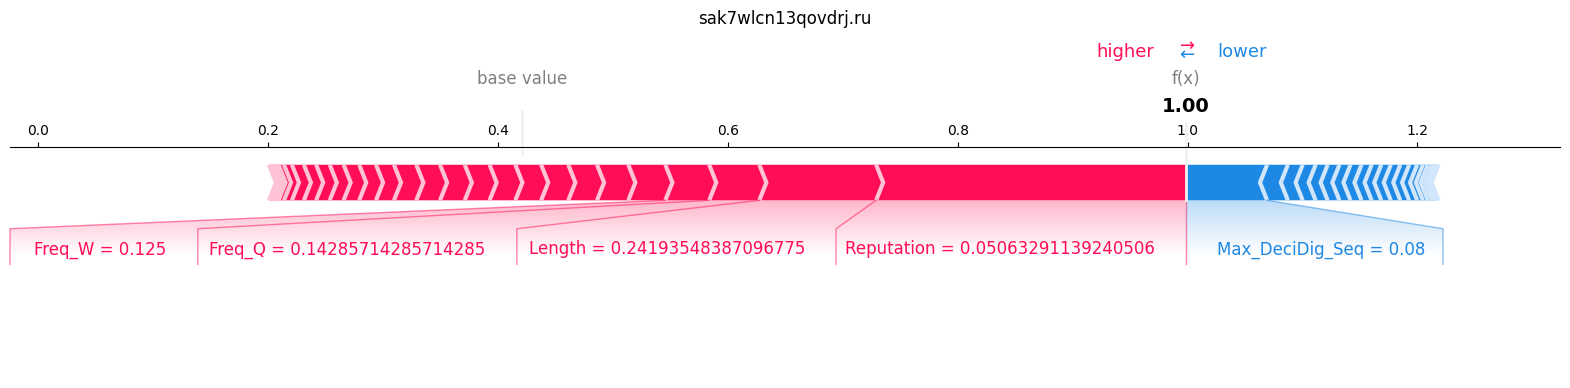 sak7wlcn13qovdrj.ru
higher ⇄ lower
base value f(x)
1.00
0.0 0.2 0.4 0.6 0.8 1.0 1.2
Freq_W = 0.125 Freq_Q = 0.14285714285714285 Length = 0.24193548387096775 Reputation = 0.05063291139240506 Max_DeciDig_Seq = 0.08